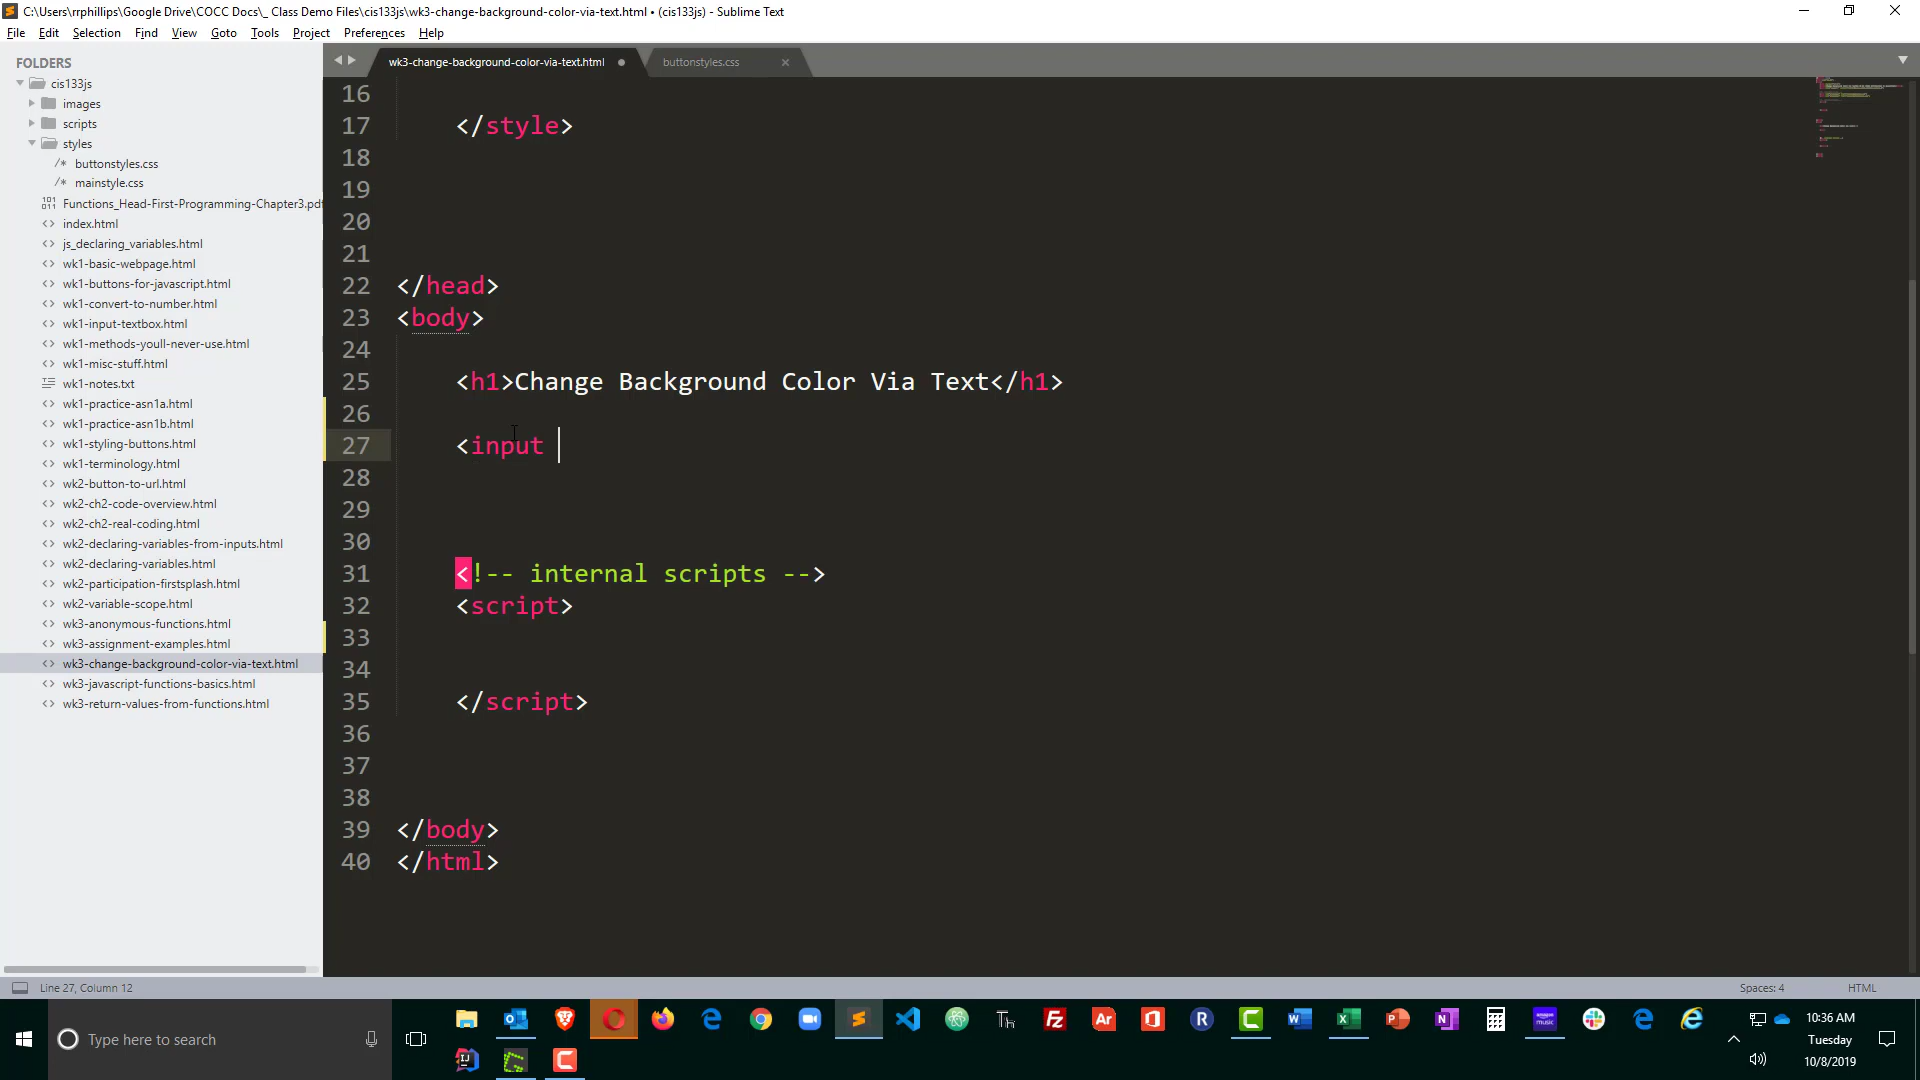 C:\Users\rrphillips\Google Drive\COCC Docs\_ Class Demo Files\cis133js\wk3-change-background-color-via-text.html • (cis133js) - Sublime Text
File Edit Selection Find View Goto Tools Project Preferences Help
FOLDERS
cis133js
images
scripts
styles
/* buttonstyles.css
/* mainstyle.css
Functions_Head-First-Programming-Chapter3.pdf
<> index.html
<> js_declaring_variables.html
<> wk1-basic-webpage.html
<> wk1-buttons-for-javascript.html
<> wk1-convert-to-number.html
<> wk1-input-textbox.html
<> wk1-methods-youll-never-use.html
<> wk1-misc-stuff.html
wk1-notes.txt
<> wk1-practice-asn1a.html
<> wk1-practice-asn1b.html
<> wk1-styling-buttons.html
<> wk1-terminology.html
<> wk2-button-to-url.html
<> wk2-ch2-code-overview.html
<> wk2-ch2-real-coding.html
<> wk2-declaring-variables-from-inputs.html
<> wk2-declaring-variables.html
<> wk2-participation-firstsplash.html
<> wk2-variable-scope.html
<> wk3-anonymous-functions.html
<> wk3-assignment-examples.html
<> wk3-change-background-color-via-text.html
<> wk3-javascript-functions-basics.html
<> wk3-return-values-from-functions.html
wk3-change-background-color-via-text.html buttonstyles.css
16
17 </style>
18
19
20
21
22 </head>
23 <body>
24
25 <h1>Change Background Color Via Text</h1>
26
27 <input
28
29
30
31 <!-- internal scripts -->
32 <script>
33
34
35 </script>
36
37
38
39 </body>
40 </html>
Line 27, Column 12 Spaces: 4 HTML
Type here to search
10:36 AM
Tuesday
10/8/2019